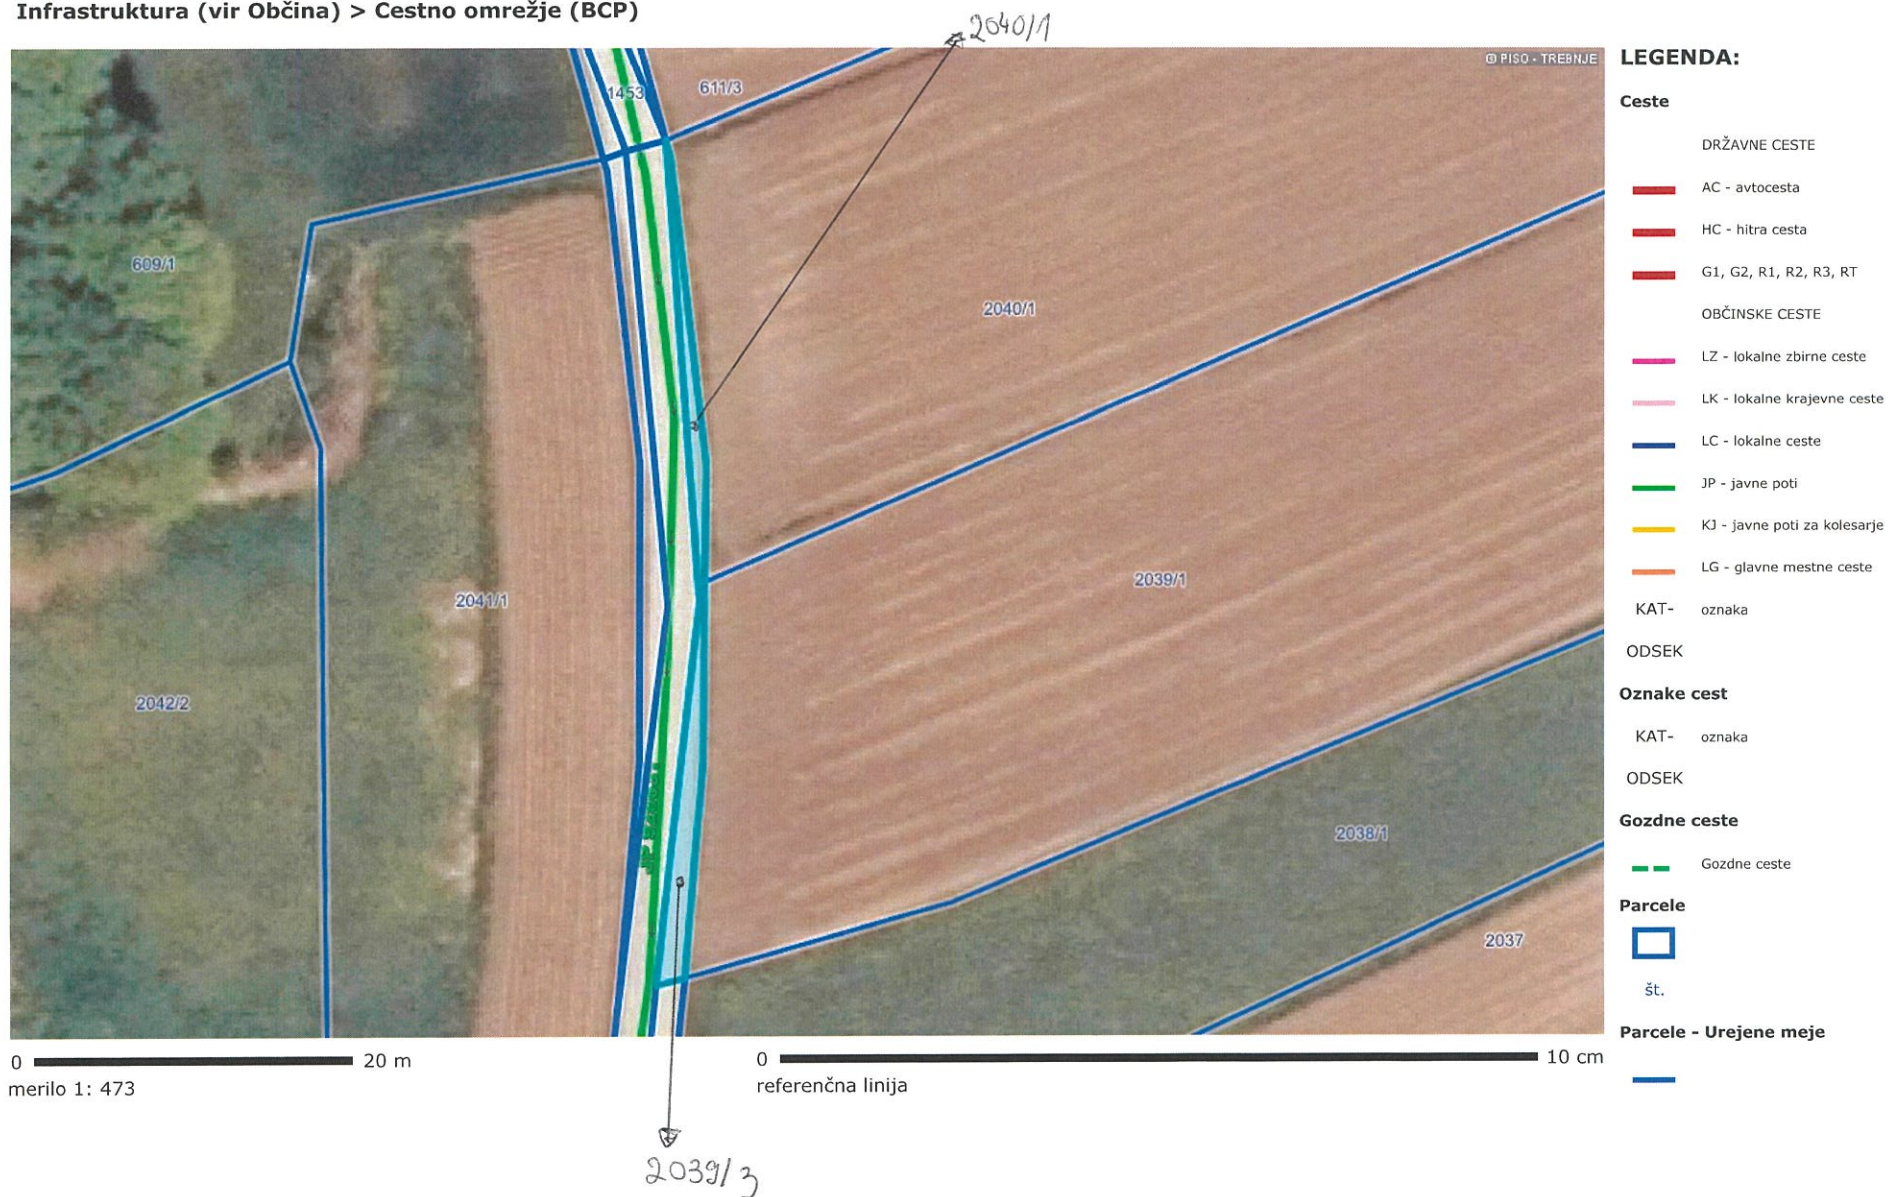 Infrastruktura (vir Občina) > Cestno omrežje (BCP)
2040/1
© PISO - TREBNJE
1453
611/3
609/1
2040/1
2039/1
2041/1
2042/2
2038/1
2037
JP
0 20 m
merilo 1: 473
0 10 cm
referenčna linija
2039/3
LEGENDA:
Ceste
DRŽAVNE CESTE
AC - avtocesta
HC - hitra cesta
G1, G2, R1, R2, R3, RT
OBČINSKE CESTE
LZ - lokalne zbirne ceste
LK - lokalne krajevne ceste
LC - lokalne ceste
JP - javne poti
KJ - javne poti za kolesarje
LG - glavne mestne ceste
KAT- oznaka
ODSEK
Oznake cest
KAT- oznaka
ODSEK
Gozdne ceste
Gozdne ceste
Parcele
št.
Parcele - Urejene meje